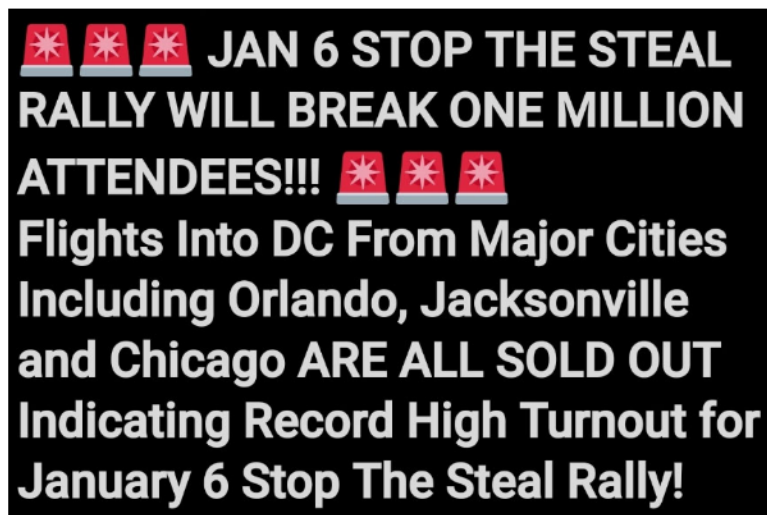 🚨🚨🚨 JAN 6 STOP THE STEAL
RALLY WILL BREAK ONE MILLION
ATTENDEES!!! 🚨🚨🚨
Flights Into DC From Major Cities
Including Orlando, Jacksonville
and Chicago ARE ALL SOLD OUT
Indicating Record High Turnout for
January 6 Stop The Steal Rally!